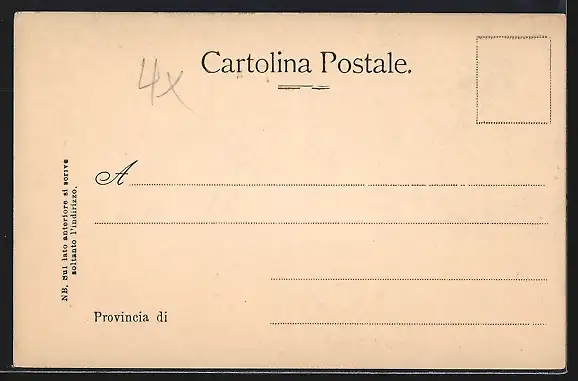 4x
Cartolina Postale.
A
Provincia di
NB. Sul lato anteriore si scrive
soltanto l'indirizzo.